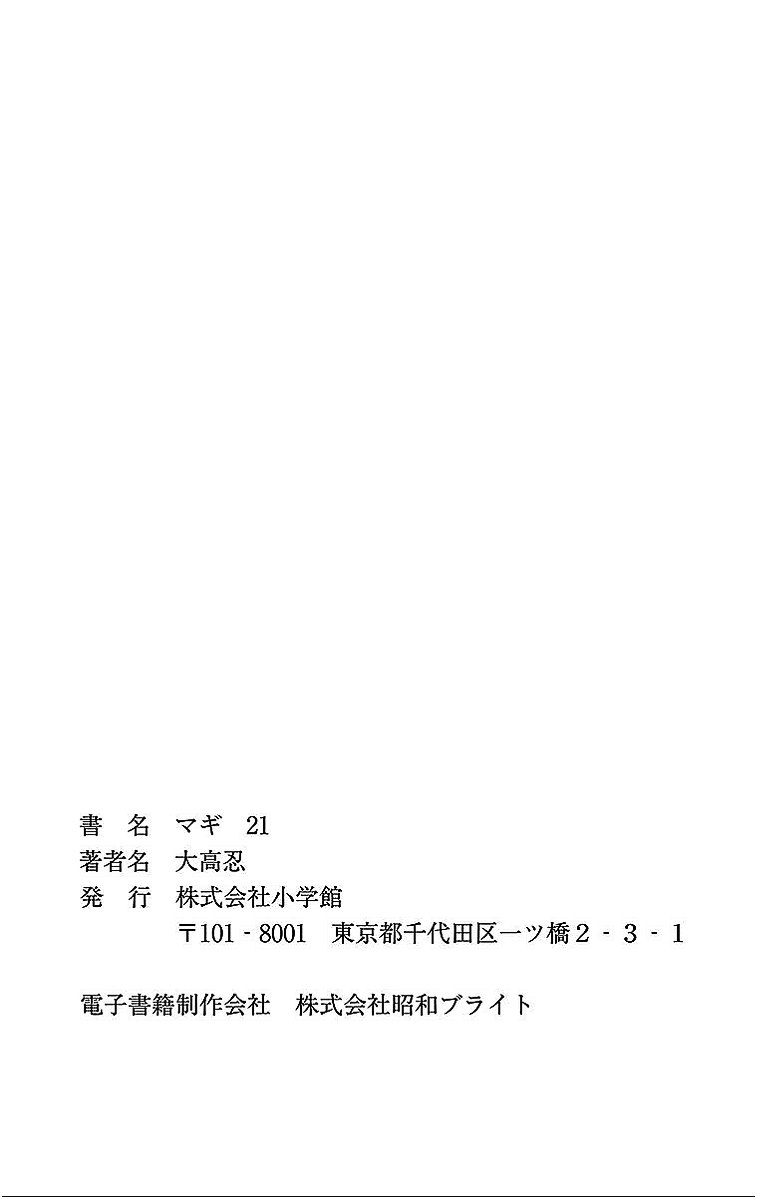 書　名　マギ　21
著者名　大高忍
発　行　株式会社小学館
〒101‐8001　東京都千代田区一ツ橋２‐３‐１
電子書籍制作会社　株式会社昭和ブライト